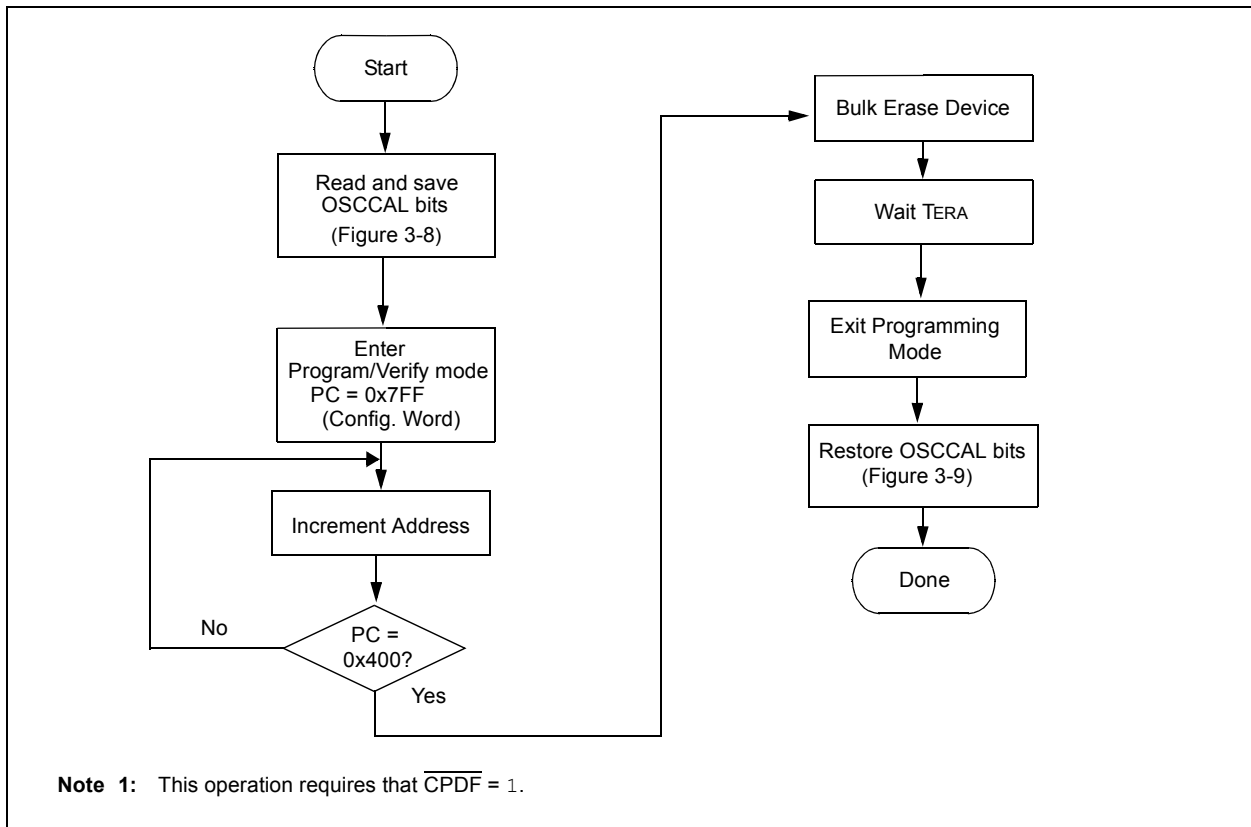 Start
Read and save
OSCCAL bits
(Figure 3-8)
Enter
Program/Verify mode
PC = 0x7FF
(Config. Word)
Increment Address
PC =
0x400?
No
Yes
Bulk Erase Device
Wait TERA
Exit Programming
Mode
Restore OSCCAL bits
(Figure 3-9)
Done
Note 1: This operation requires that C̅P̅D̅F̅ = 1.